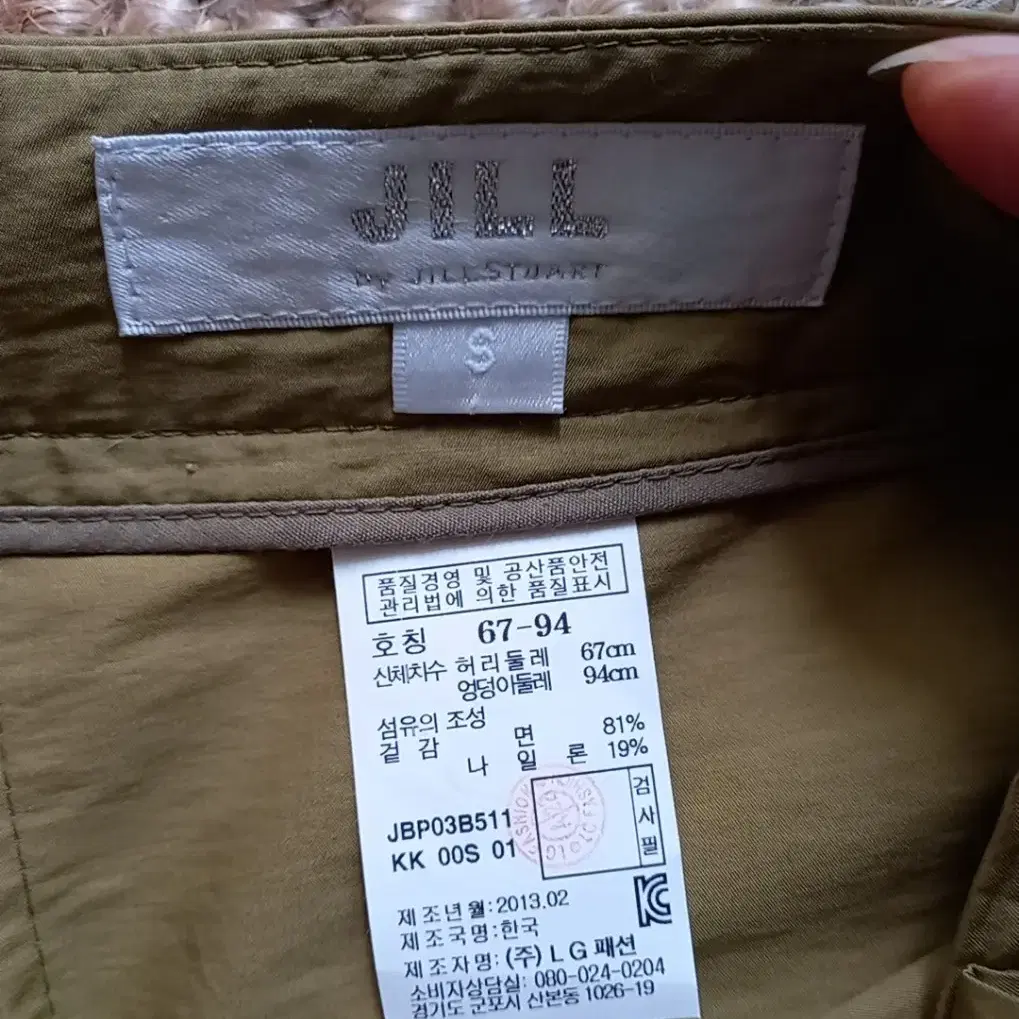 JILL
BY JILLSTUART
S
품질경영 및 공산품안전
관리법에 의한 품질표시
호칭 67-94
신체차수 허리둘레 67cm
엉덩아둘레 94cm
섬유의 조성
겉감 면 81%
나일론 19%
검사필
JBP03B511
KK 00S 01
제조년월:2013.02
제조국명:한국
제조자명: (주) LG 패션
소비자상담실: 080-024-0204
경기도 군포시 산본동 1026-19